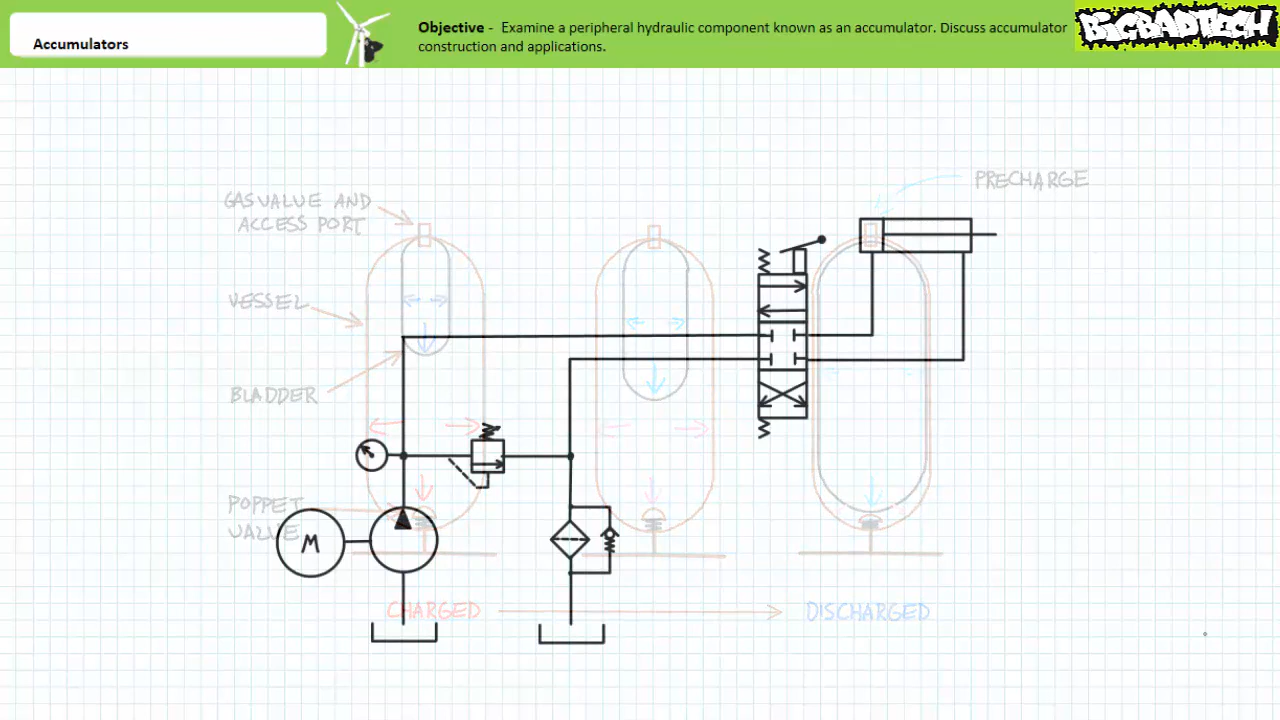 Accumulators
Objective - Examine a peripheral hydraulic component known as an accumulator. Discuss accumulator
construction and applications.
BIGBADTECH
PRECHARGE
GAS VALVE AND
ACCESS PORT
VESSEL
BLADDER
POPPET
VALVE
M
CHARGED
DISCHARGED